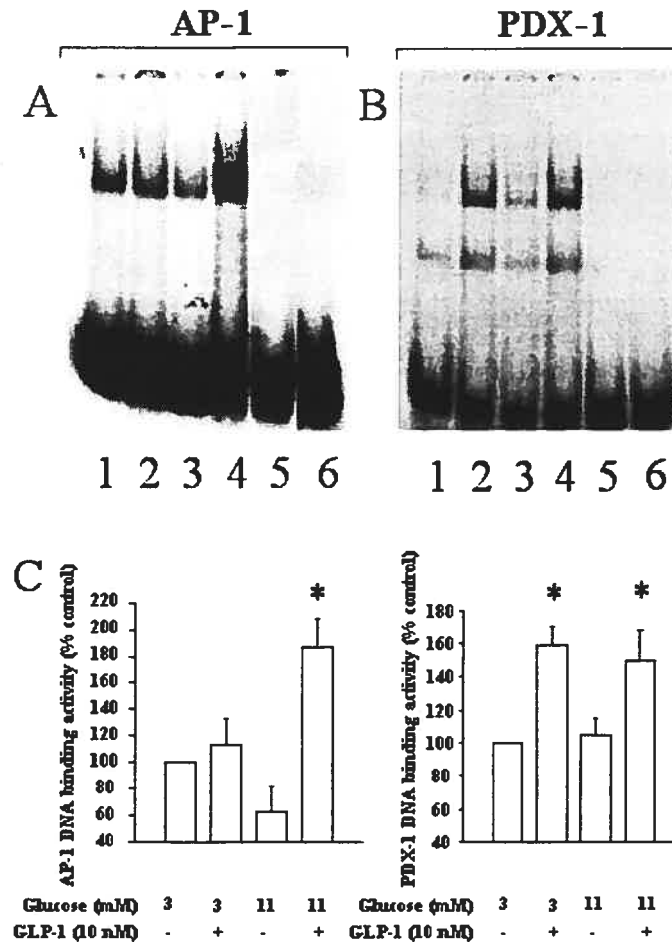 AP-1 PDX-1
A B
1 2 3 4 5 6 1 2 3 4 5 6
C
AP-1 DNA binding activity (% control)
220
200
180
160
140
120
100
80
60
40
*
PDX-1 DNA binding activity (% control)
180
160
140
120
100
80
60
40
* *
Glucose (mM) 3 3 11 11
GLP-1 (10 nM) - + - +
Glucose (mM) 3 3 11 11
GLP-1 (10 nM) - + - +